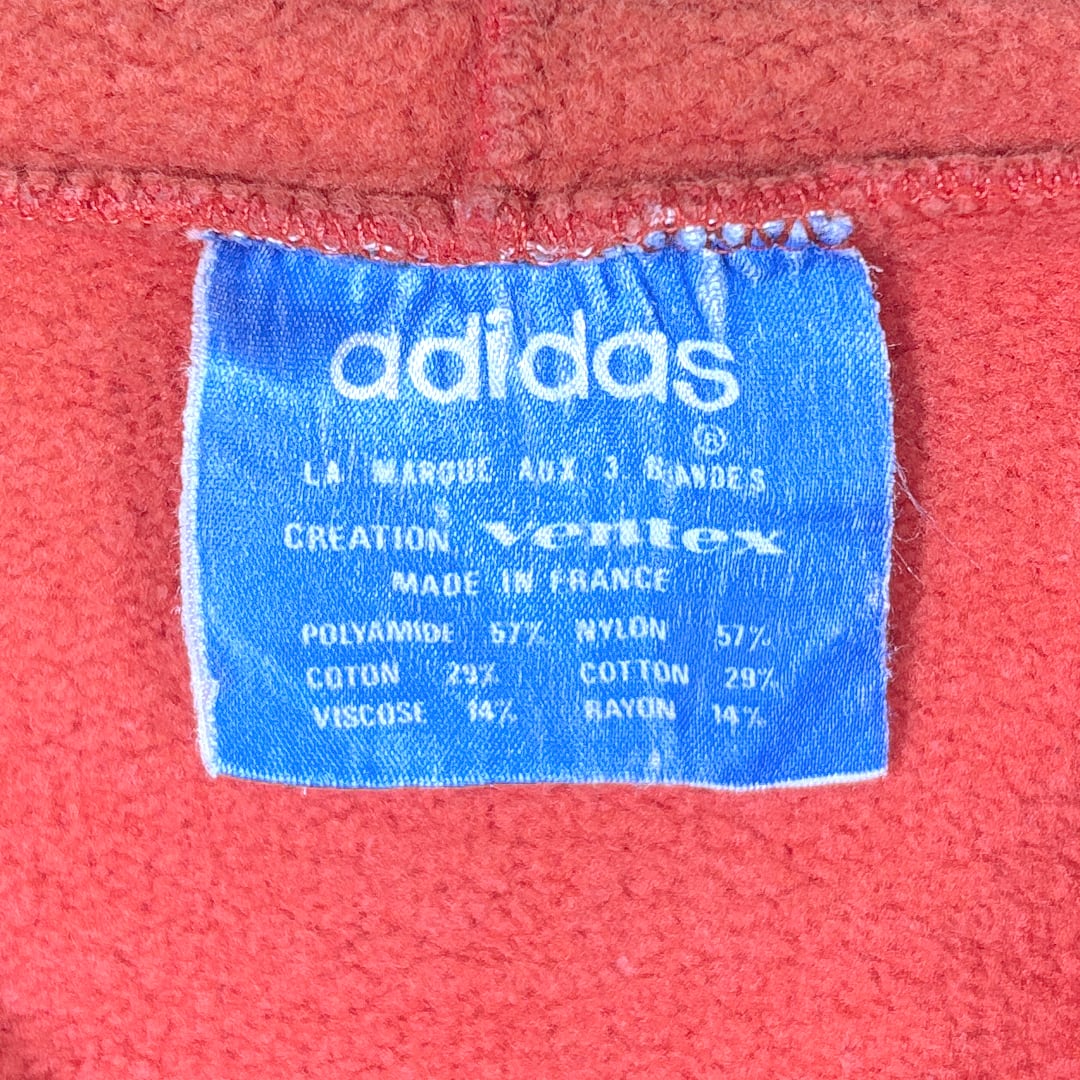 adidas
®
LA MARQUE AUX 3 BANDES
CREATION ventex
MADE IN FRANCE
POLYAMIDE 57% NYLON 57%
COTON 29% COTTON 29%
VISCOSE 14% RAYON 14%